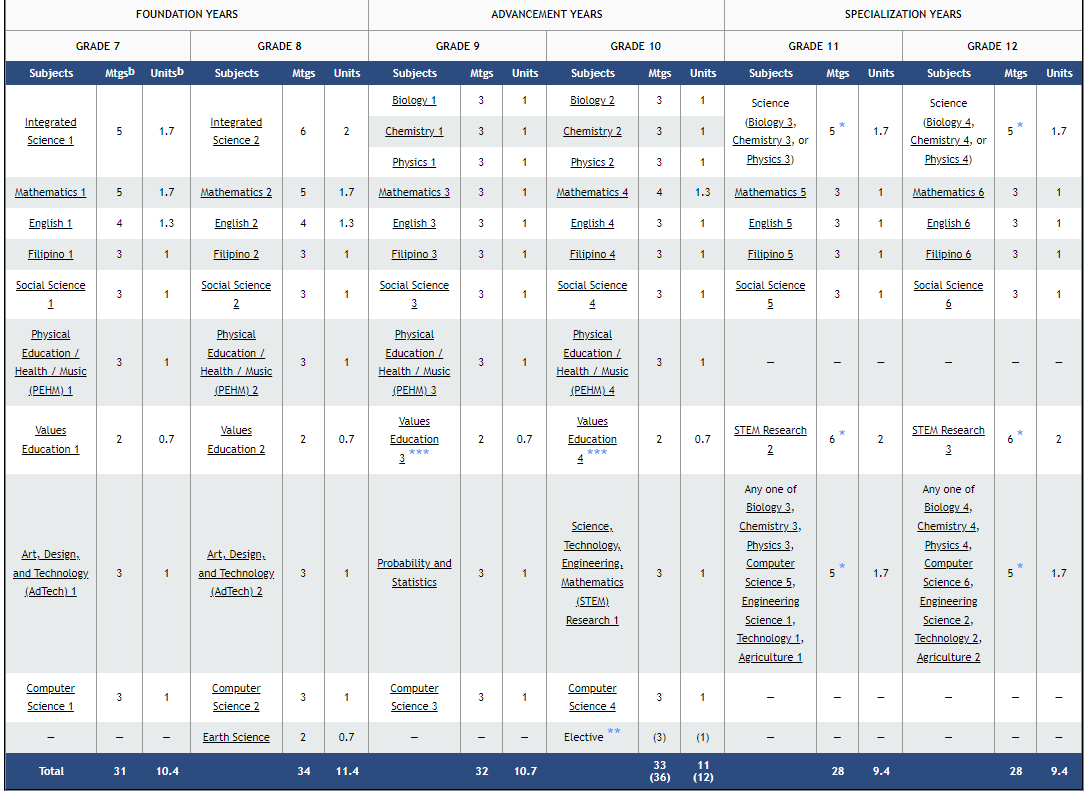 FOUNDATION YEARS ADVANCEMENT YEARS SPECIALIZATION YEARS
GRADE 7 GRADE 8 GRADE 9 GRADE 10 GRADE 11 GRADE 12
Subjects Mtgsb Unitsb Subjects Mtgs Units Subjects Mtgs Units Subjects Mtgs Units Subjects Mtgs Units Subjects Mtgs Units
Integrated Science 1 5 1.7 Integrated Science 2 6 2 Biology 1 3 1 Biology 2 3 1 Science (Biology 3, Chemistry 3, or Physics 3) 5 * 1.7 Science (Biology 4, Chemistry 4, or Physics 4) 5 * 1.7
Chemistry 1 3 1 Chemistry 2 3 1
Physics 1 3 1 Physics 2 3 1
Mathematics 1 5 1.7 Mathematics 2 5 1.7 Mathematics 3 3 1 Mathematics 4 4 1.3 Mathematics 5 3 1 Mathematics 6 3 1
English 1 4 1.3 English 2 4 1.3 English 3 3 1 English 4 3 1 English 5 3 1 English 6 3 1
Filipino 1 3 1 Filipino 2 3 1 Filipino 3 3 1 Filipino 4 3 1 Filipino 5 3 1 Filipino 6 3 1
Social Science 1 3 1 Social Science 2 3 1 Social Science 3 3 1 Social Science 4 3 1 Social Science 5 3 1 Social Science 6 3 1
Physical Education / Health / Music (PEHM) 1 3 1 Physical Education / Health / Music (PEHM) 2 3 1 Physical Education / Health / Music (PEHM) 3 3 1 Physical Education / Health / Music (PEHM) 4 3 1 — — — — — —
Values Education 1 2 0.7 Values Education 2 2 0.7 Values Education 3 *** 2 0.7 Values Education 4 *** 2 0.7 STEM Research 2 6 * 2 STEM Research 3 6 * 2
Art, Design, and Technology (AdTech) 1 3 1 Art, Design, and Technology (AdTech) 2 3 1 Probability and Statistics 3 1 Science, Technology, Engineering, Mathematics (STEM) Research 1 3 1 Any one of Biology 3, Chemistry 3, Physics 3, Computer Science 5, Engineering Science 1, Technology 1, Agriculture 1 5 * 1.7 Any one of Biology 4, Chemistry 4, Physics 4, Computer Science 6, Engineering Science 2, Technology 2, Agriculture 2 5 * 1.7
Computer Science 1 3 1 Computer Science 2 3 1 Computer Science 3 3 1 Computer Science 4 3 1 — — — — — —
— — — Earth Science 2 0.7 — — — Elective ** (3) (1) — — — — — —
Total 31 10.4 34 11.4 32 10.7 33 (36) 11 (12) 28 9.4 28 9.4